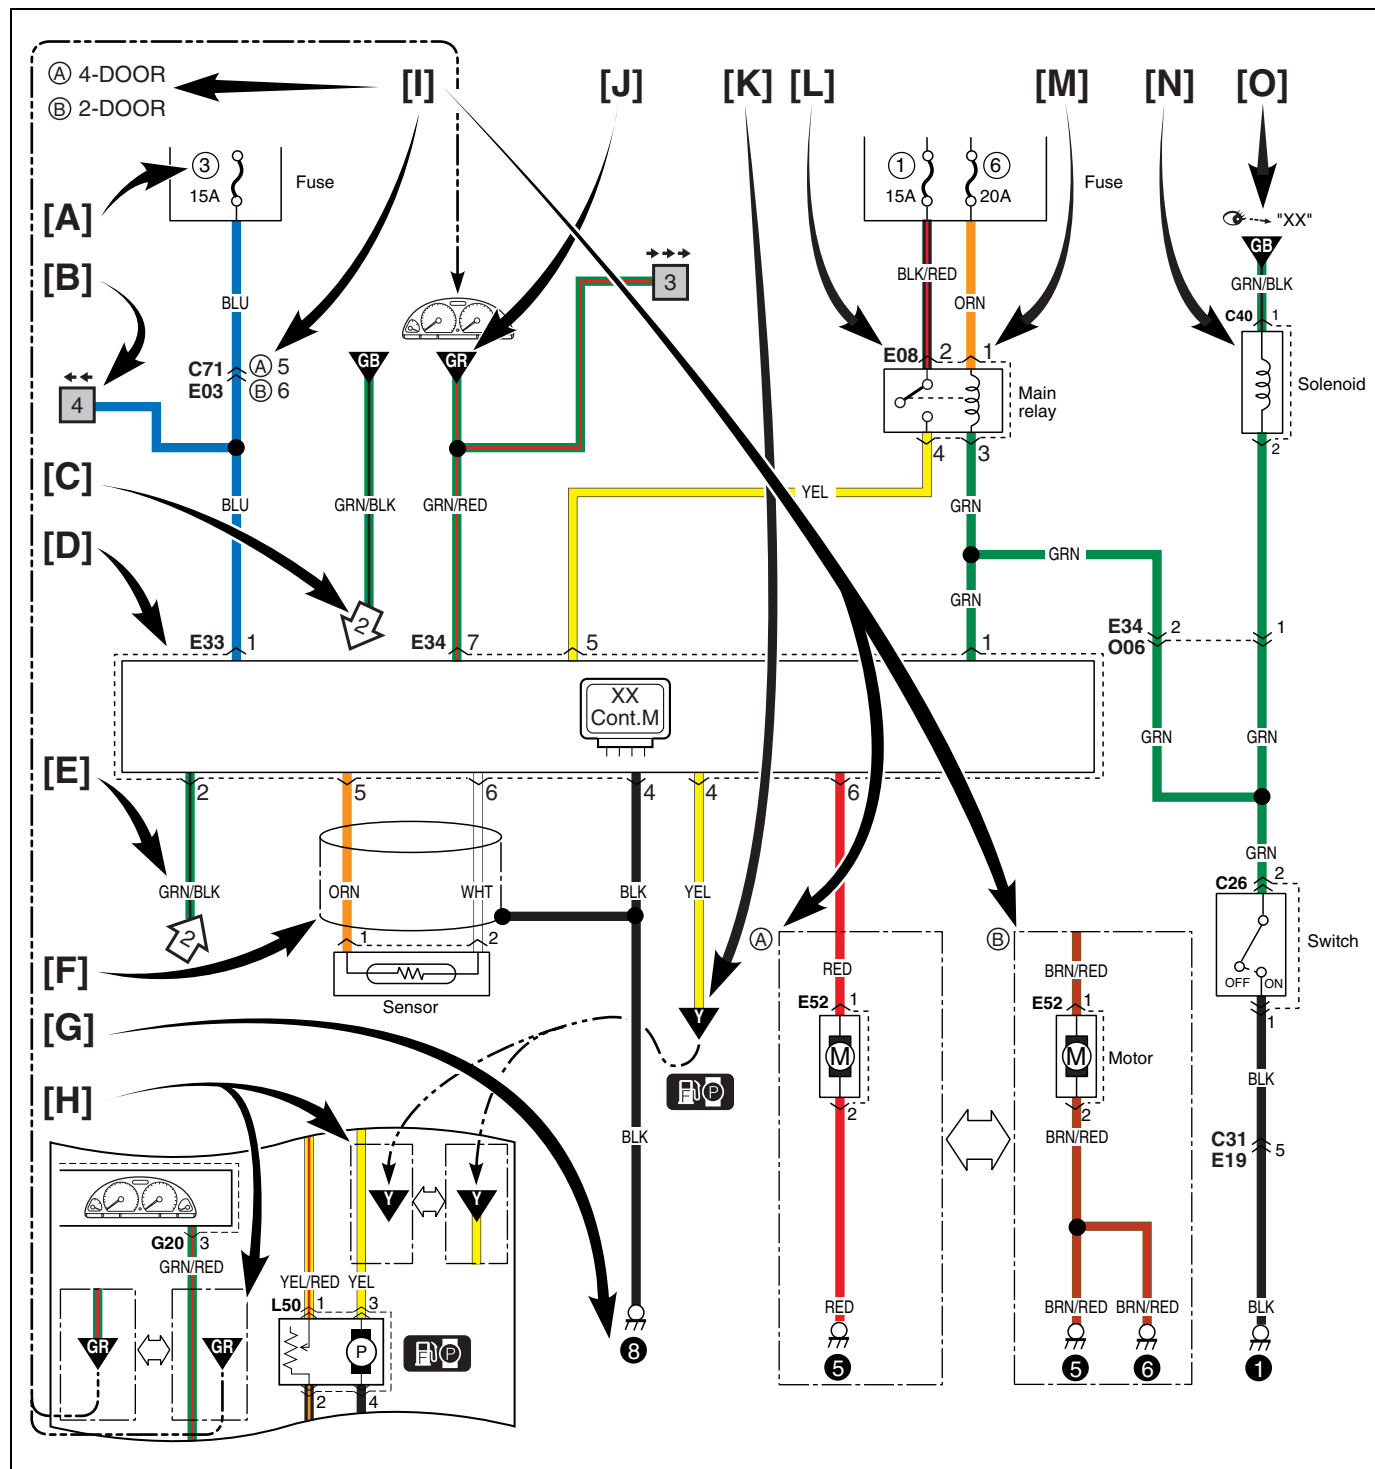 Ⓐ 4-DOOR
Ⓑ 2-DOOR
[I] [J] [K] [L] [M] [N] [O]
③
15A
Fuse
①
15A
⑥
20A
Fuse
"XX"
[A]
GB
[B]
BLU
3
BLK/RED
ORN
GRN/BLK
C40 1
C71 Ⓐ 5
E03 Ⓑ 6
GB
GR
E08 2 1
Main
relay
Solenoid
4
4 3
2
[C]
BLU
GRN/BLK
GRN/RED
YEL
GRN
[D]
GRN
GRN
2
E33 1
E34 7
5
1
E34 2
O06
1
XX
Cont.M
GRN
GRN
[E]
2 5 6 4 4 6
GRN
GRN/BLK
ORN
WHT
BLK
YEL
C26 2
2
1 2
Ⓐ
Ⓑ
[F]
Sensor
RED
BRN/RED
Switch
OFF ON
[G]
Y
E52 1
E52 1
1
M
M
Motor
F P
[H]
2
2
BLK
BLK
BRN/RED
C31
E19 5
Y
Y
G20 3
GRN/RED
YEL/RED
YEL
L50 1 3
RED
BRN/RED
BRN/RED
BLK
GR
GR
P
F P
8
5
5
6
1
2 4